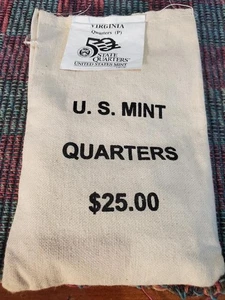 VIRGINIA
Quarters (P)
50
STATE
QUARTERS
UNITED STATES MINT
U. S. MINT
QUARTERS
$25.00